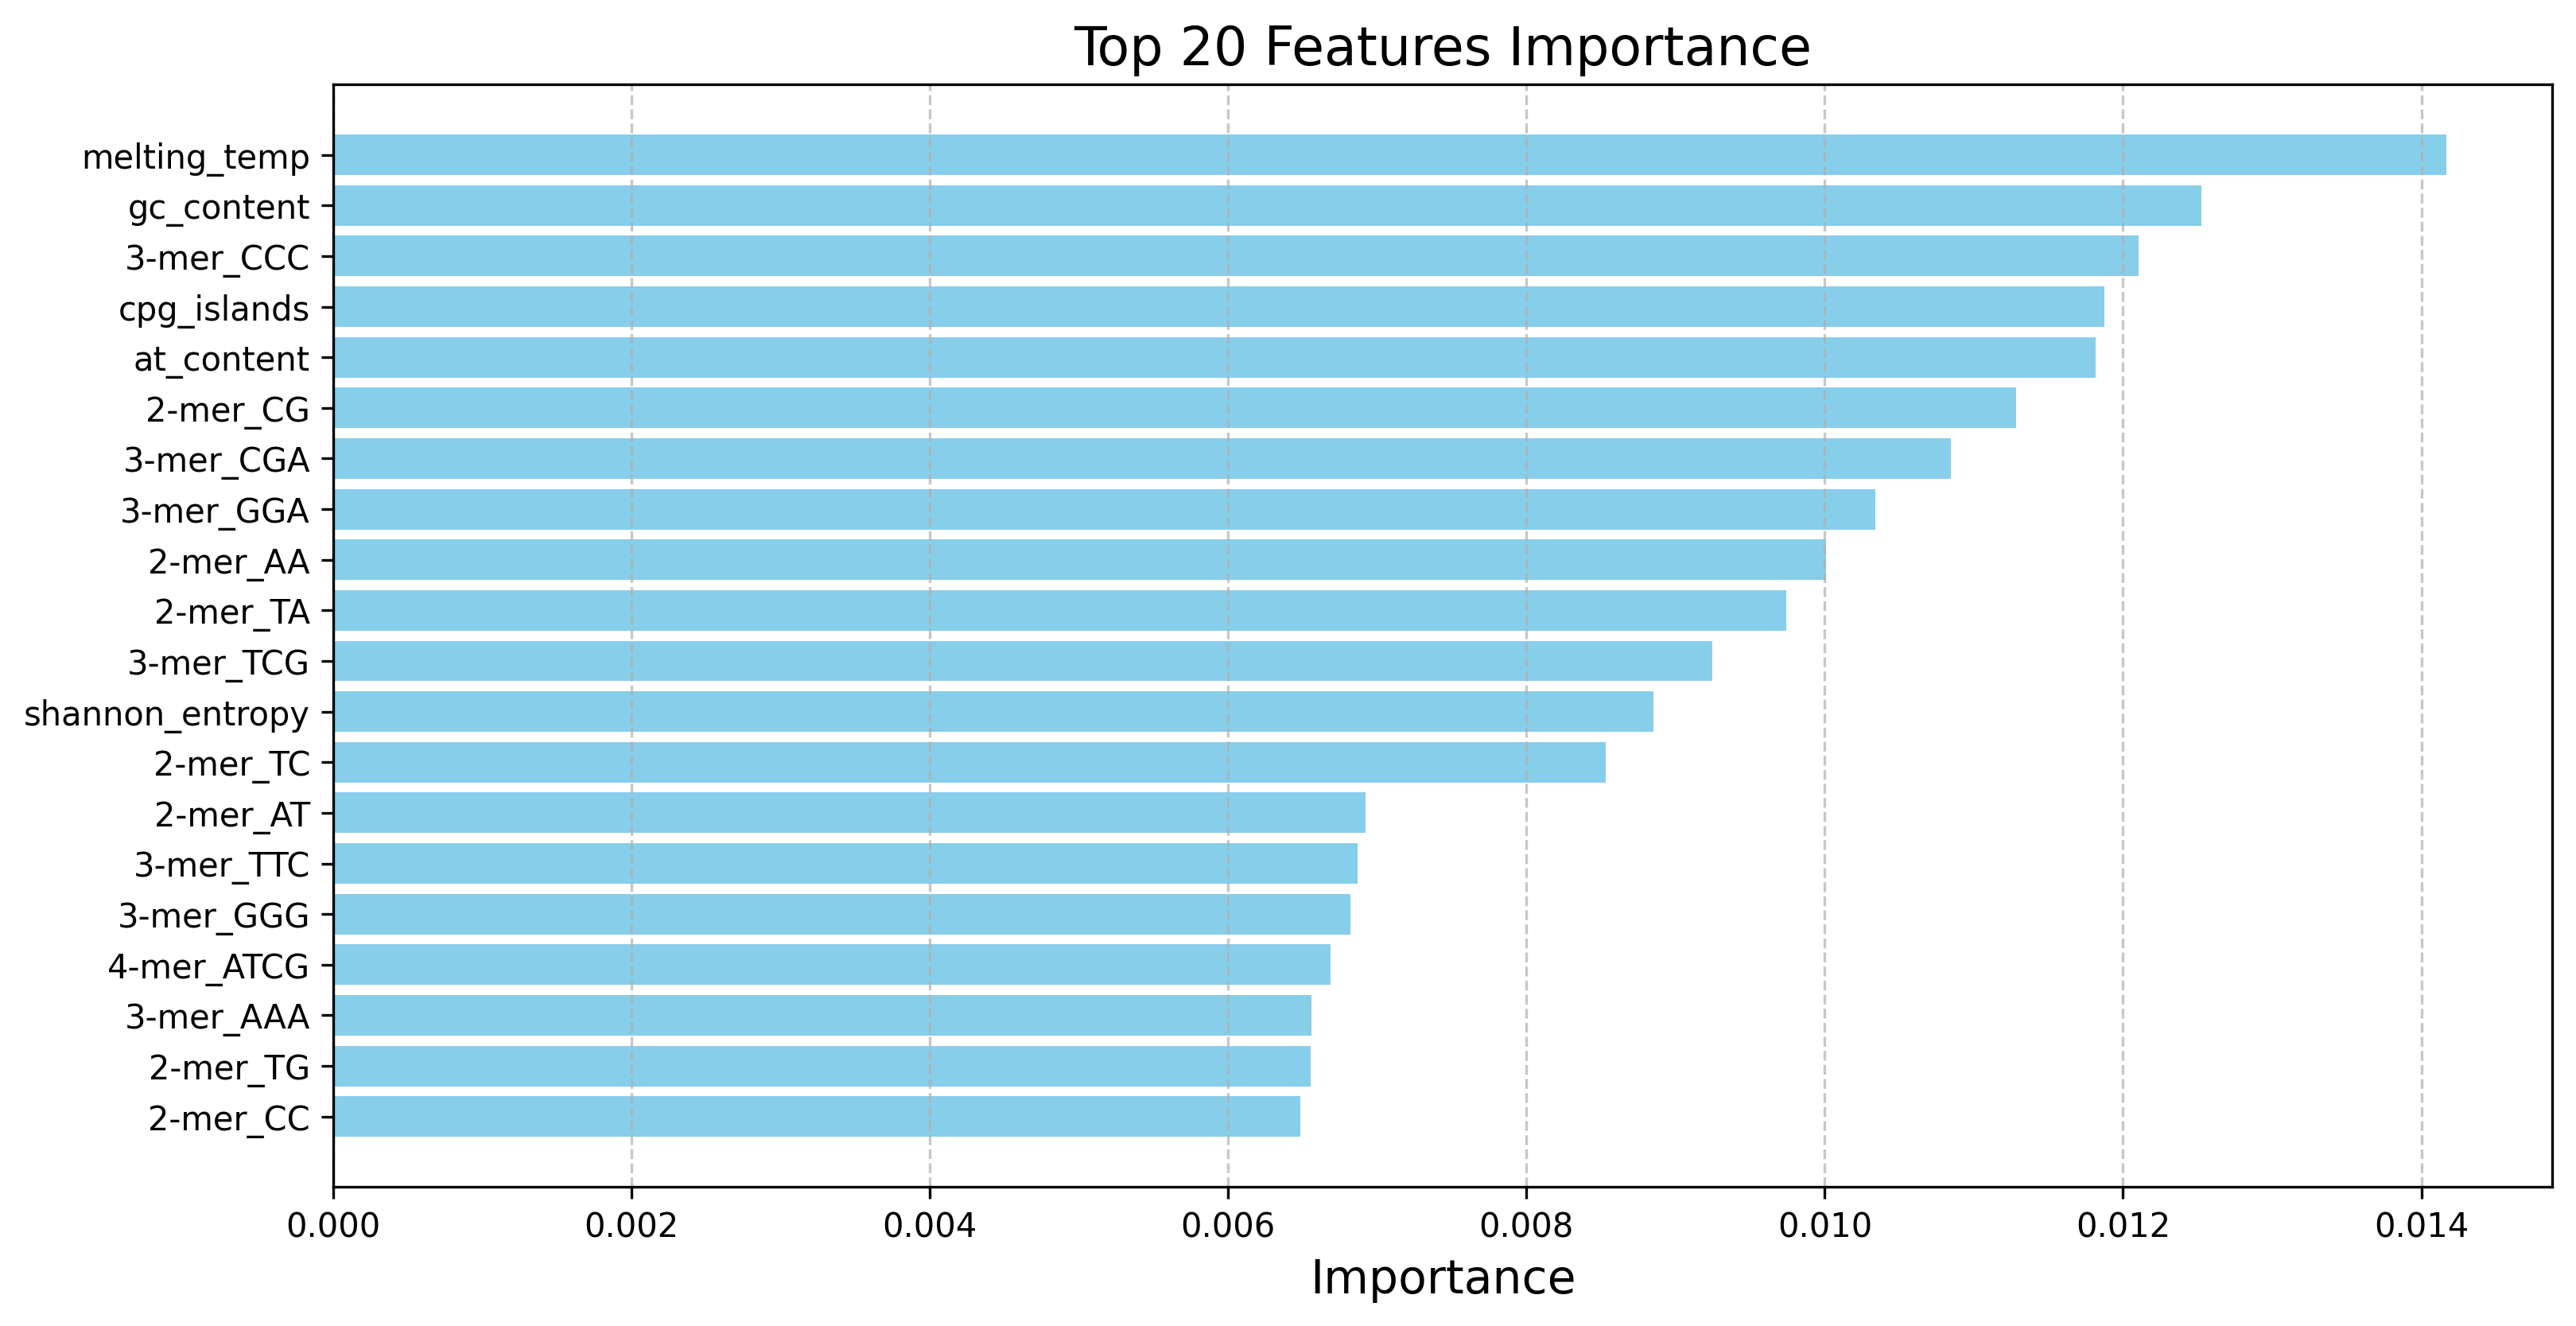 Top 20 Features Importance
melting_temp
gc_content
3-mer_CCC
cpg_islands
at_content
2-mer_CG
3-mer_CGA
3-mer_GGA
2-mer_AA
2-mer_TA
3-mer_TCG
shannon_entropy
2-mer_TC
2-mer_AT
3-mer_TTC
3-mer_GGG
4-mer_ATCG
3-mer_AAA
2-mer_TG
2-mer_CC
0.000 0.002 0.004 0.006 0.008 0.010 0.012 0.014
Importance